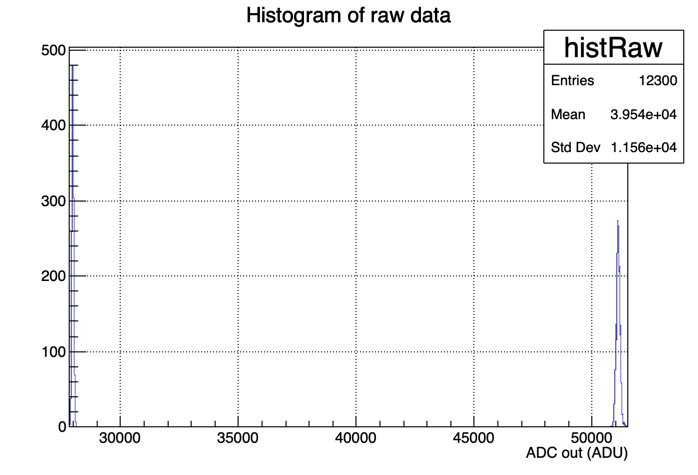 Histogram of raw data
histRaw
Entries 12300
Mean 3.954e+04
Std Dev 1.156e+04
500
400
300
200
100
0
30000 35000 40000 45000 50000
ADC out (ADU)